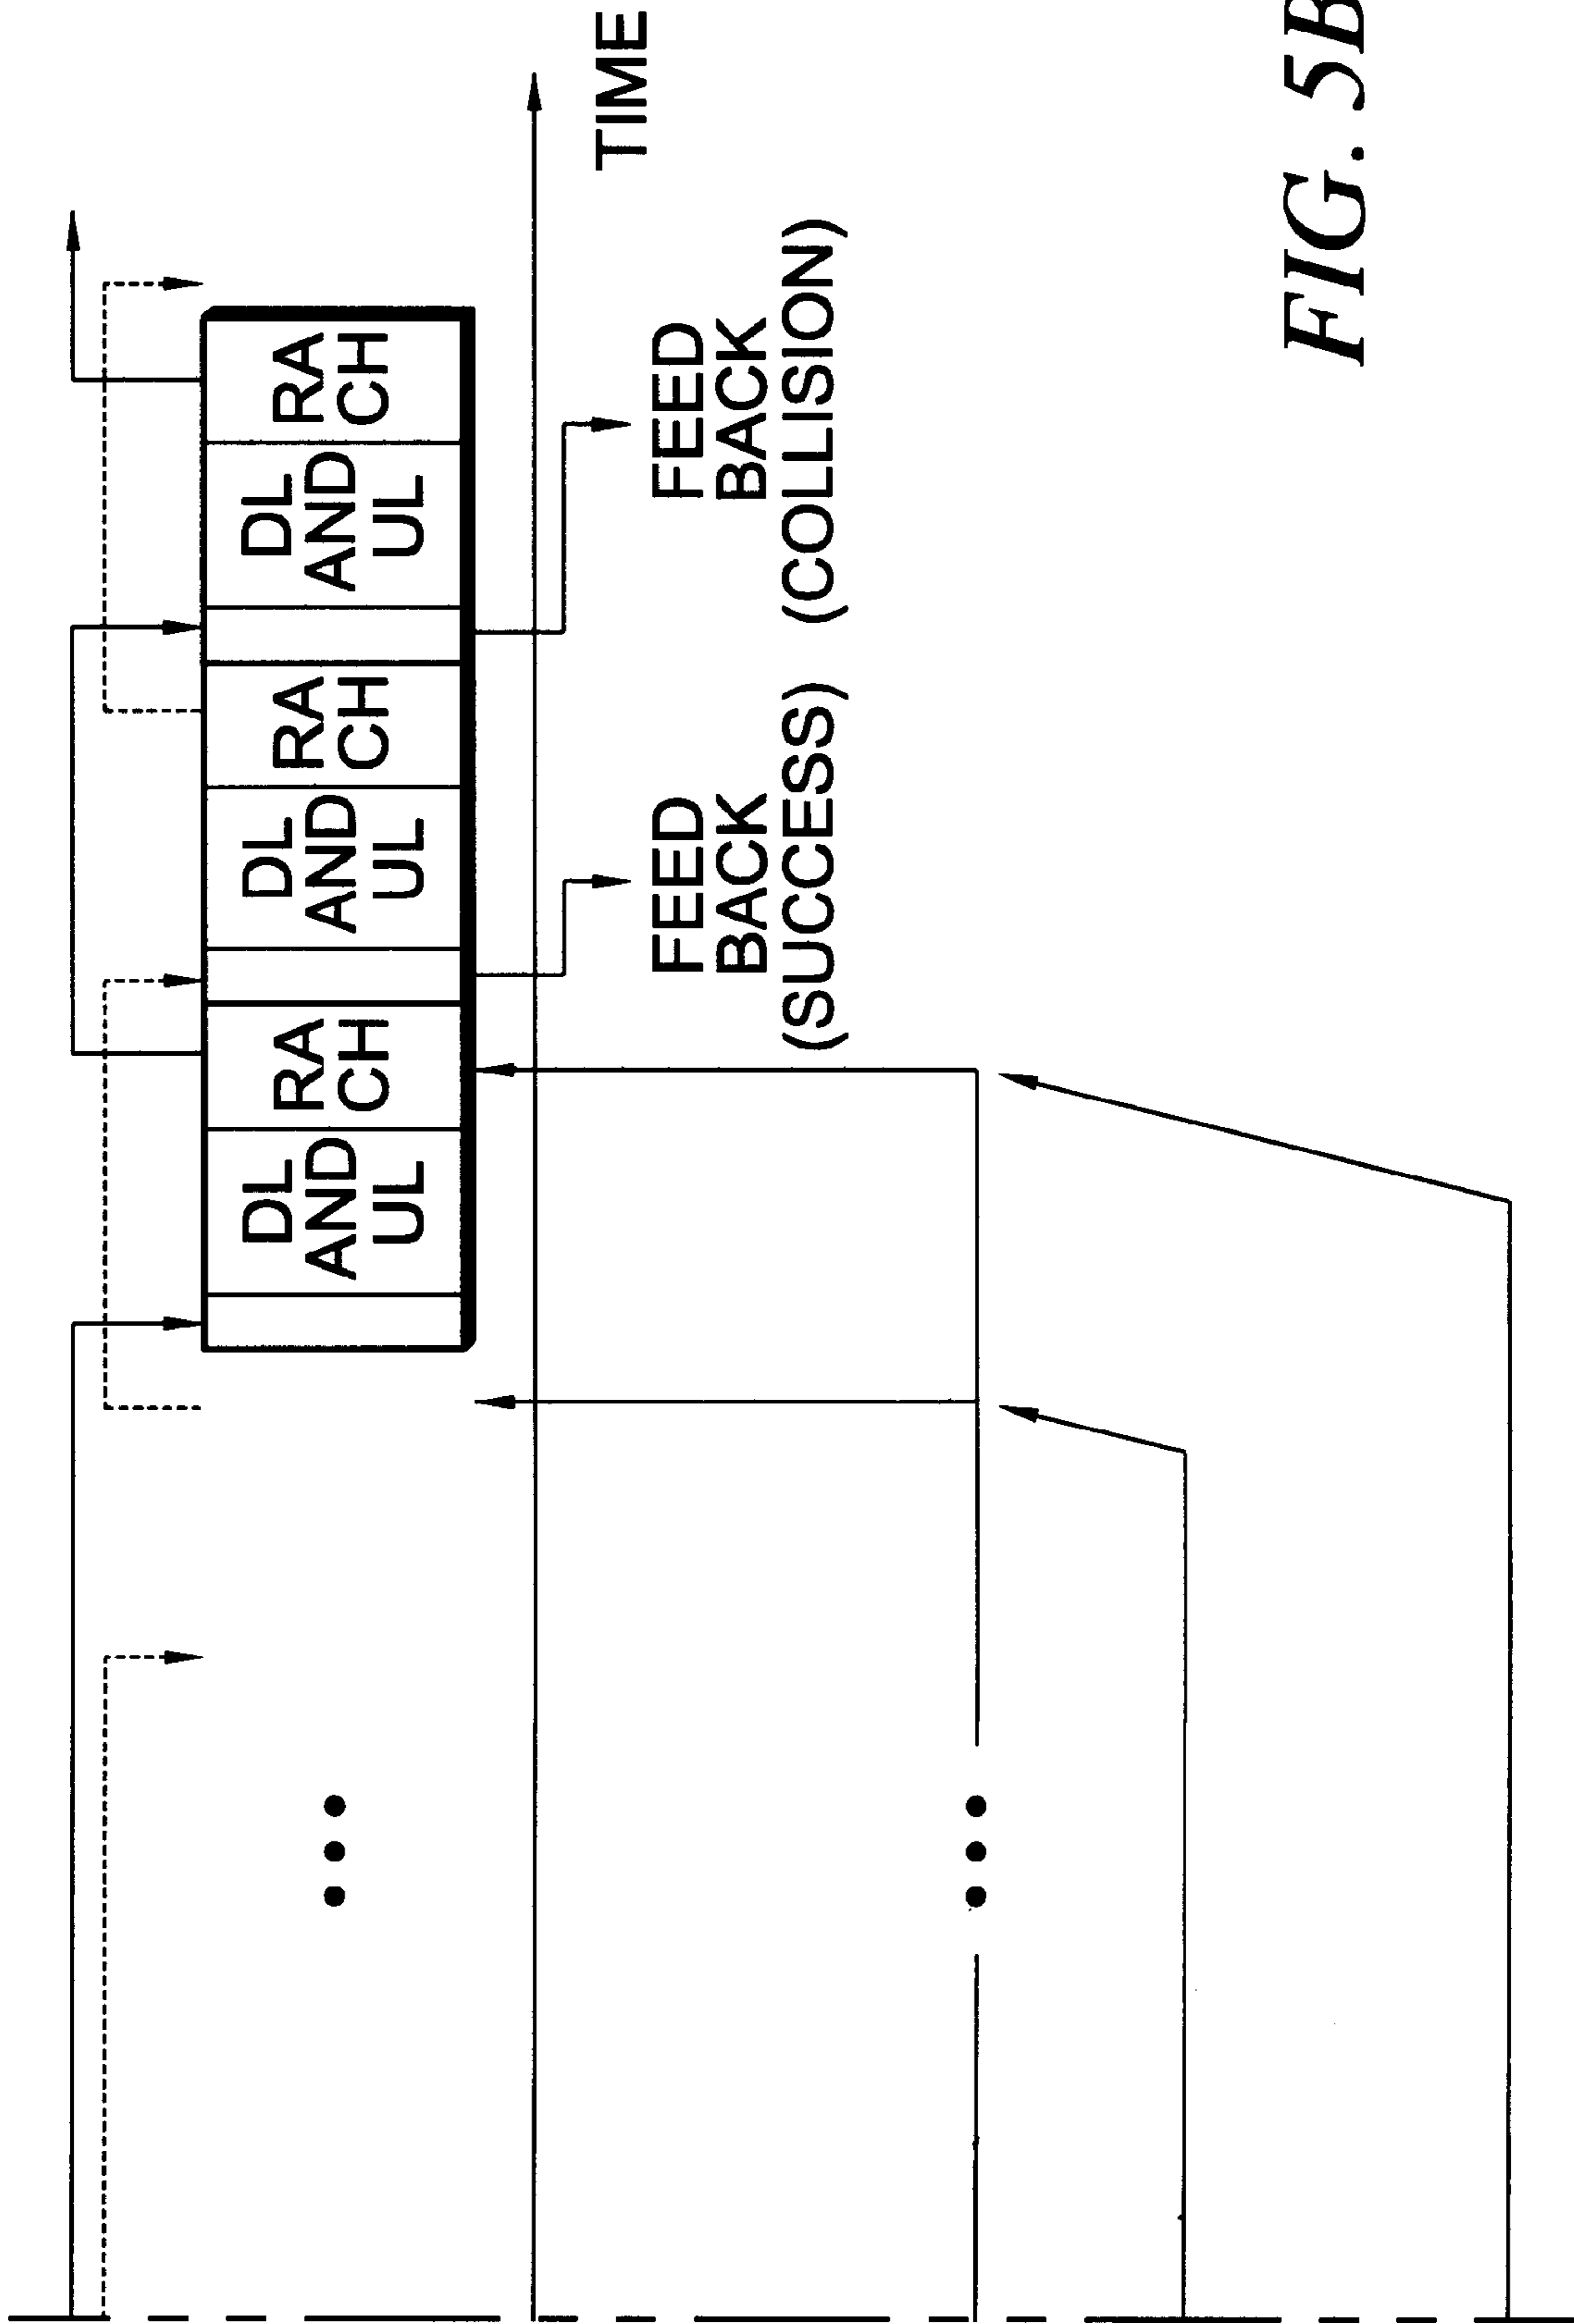 DL
AND
UL
RA
CH
DL
AND
UL
RA
CH
DL
AND
UL
RA
CH
TIME
FEED
BACK
(SUCCESS)
FEED
BACK
(COLLISION)
FIG. 5B